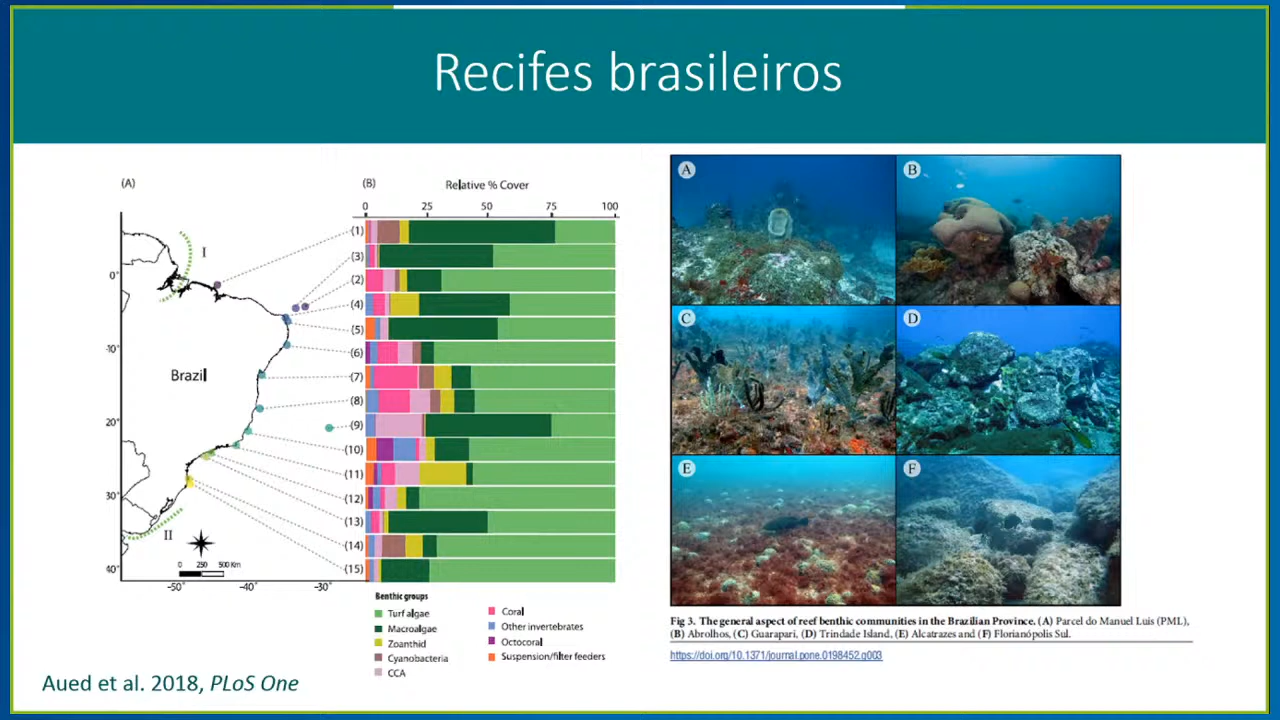 Recifes brasileiros
(A)
(B)
Relative % Cover
0 25 50 75 100
I
0°
10°
Brazil
20°
30°
II
40°
0 250 500 Km
-50° -40° -30°
(1)
(3)
(2)
(4)
(5)
(6)
(7)
(8)
(9)
(10)
(11)
(12)
(13)
(14)
(15)
Benthic groups
Turf algae
Macroalgae
Zoanthid
Cyanobacteria
CCA
Coral
Other invertebrates
Octocoral
Suspension/filter feeders
A
B
C
D
E
F
Fig 3. The general aspect of reef benthic communities in the Brazilian Province. (A) Parcel do Manuel Luís (PML),
(B) Abrolhos, (C) Guarapari, (D) Trindade Island, (E) Alcatrazes and (F) Florianópolis Sul.
https://doi.org/10.1371/journal.pone.0198452.g003
Aued et al. 2018, PLoS One